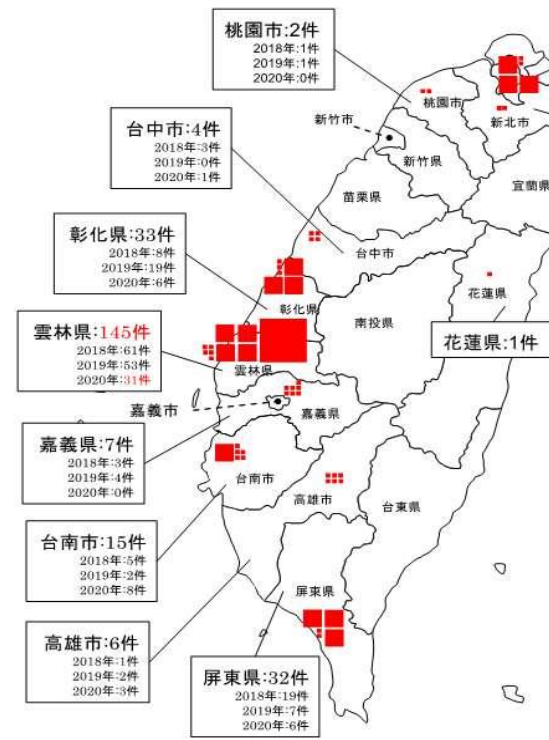 桃園市:2件
2018年:1件
2019年:1件
2020年:0件
桃園市
新北市
新竹市
新竹県
宜蘭県
台中市:4件
2018年:3件
2019年:0件
2020年:1件
苗栗県
台中市
彰化県:33件
2018年:8件
2019年:19件
2020年:6件
彰化県
南投県
花蓮県
花蓮県:1件
雲林県:145件
2018年:61件
2019年:53件
2020年:31件
雲林県
嘉義市
嘉義県
嘉義県:7件
2018年:3件
2019年:4件
2020年:0件
台南市
高雄市
台東県
台南市:15件
2018年:5件
2019年:2件
2020年:8件
屏東県
高雄市:6件
2018年:1件
2019年:2件
2020年:3件
屏東県:32件
2018年:19件
2019年:7件
2020年:6件